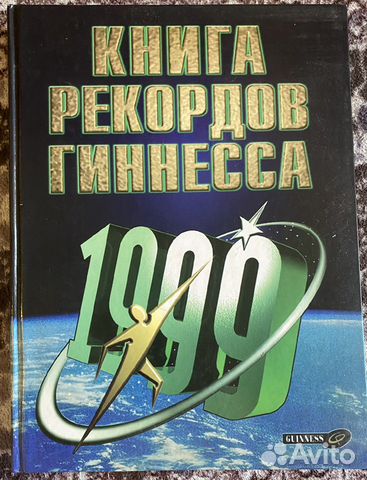 КНИГА
РЕКОРДОВ
ГИННЕССА
1999
GUINNESS
Avito